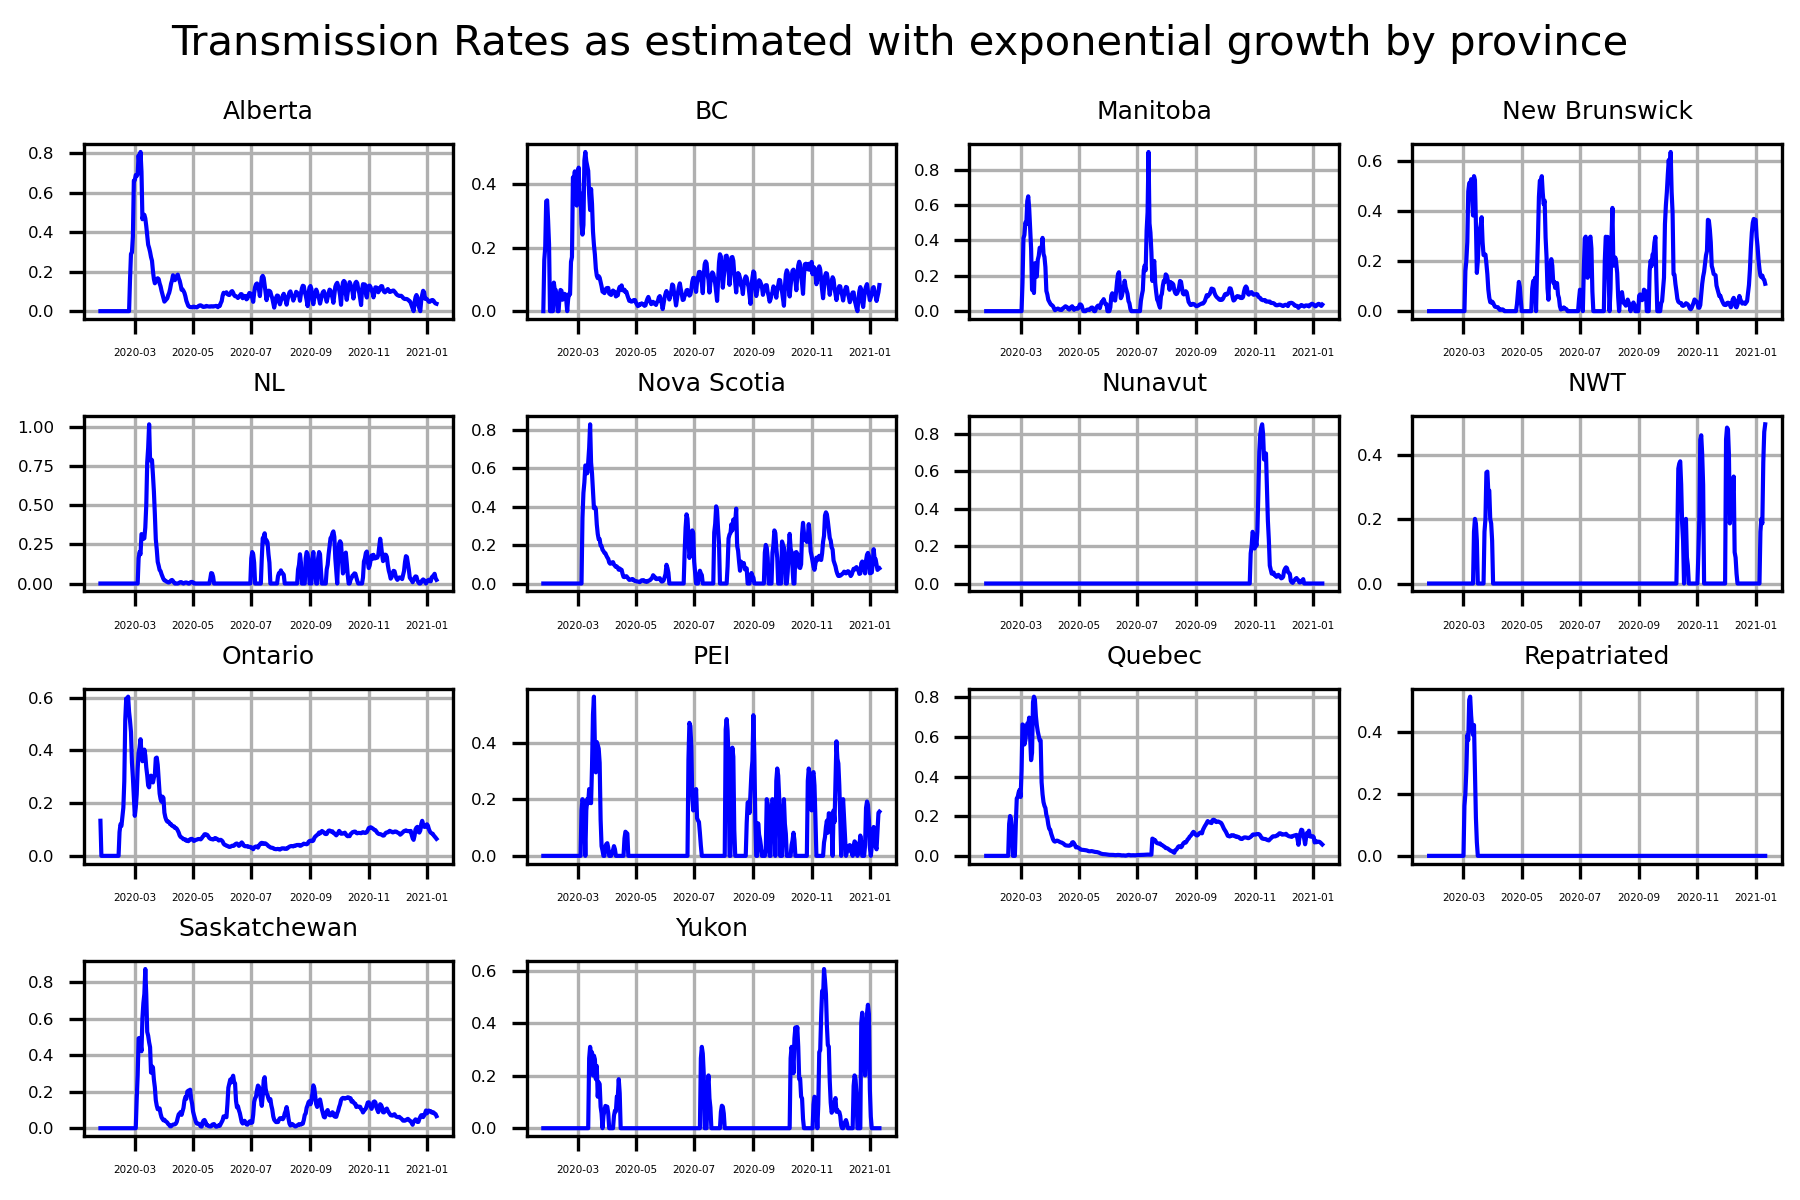 Transmission Rates as estimated with exponential growth by province
Alberta
0.8
0.6
0.4
0.2
0.0
2020-03 2020-05 2020-07 2020-09 2020-11 2021-01
BC
0.4
0.2
0.0
2020-03 2020-05 2020-07 2020-09 2020-11 2021-01
Manitoba
0.8
0.6
0.4
0.2
0.0
2020-03 2020-05 2020-07 2020-09 2020-11 2021-01
New Brunswick
0.6
0.4
0.2
0.0
2020-03 2020-05 2020-07 2020-09 2020-11 2021-01
NL
1.00
0.75
0.50
0.25
0.00
2020-03 2020-05 2020-07 2020-09 2020-11 2021-01
Nova Scotia
0.8
0.6
0.4
0.2
0.0
2020-03 2020-05 2020-07 2020-09 2020-11 2021-01
Nunavut
0.8
0.6
0.4
0.2
0.0
2020-03 2020-05 2020-07 2020-09 2020-11 2021-01
NWT
0.4
0.2
0.0
2020-03 2020-05 2020-07 2020-09 2020-11 2021-01
Ontario
0.6
0.4
0.2
0.0
2020-03 2020-05 2020-07 2020-09 2020-11 2021-01
PEI
0.4
0.2
0.0
2020-03 2020-05 2020-07 2020-09 2020-11 2021-01
Quebec
0.8
0.6
0.4
0.2
0.0
2020-03 2020-05 2020-07 2020-09 2020-11 2021-01
Repatriated
0.4
0.2
0.0
2020-03 2020-05 2020-07 2020-09 2020-11 2021-01
Saskatchewan
0.8
0.6
0.4
0.2
0.0
2020-03 2020-05 2020-07 2020-09 2020-11 2021-01
Yukon
0.6
0.4
0.2
0.0
2020-03 2020-05 2020-07 2020-09 2020-11 2021-01